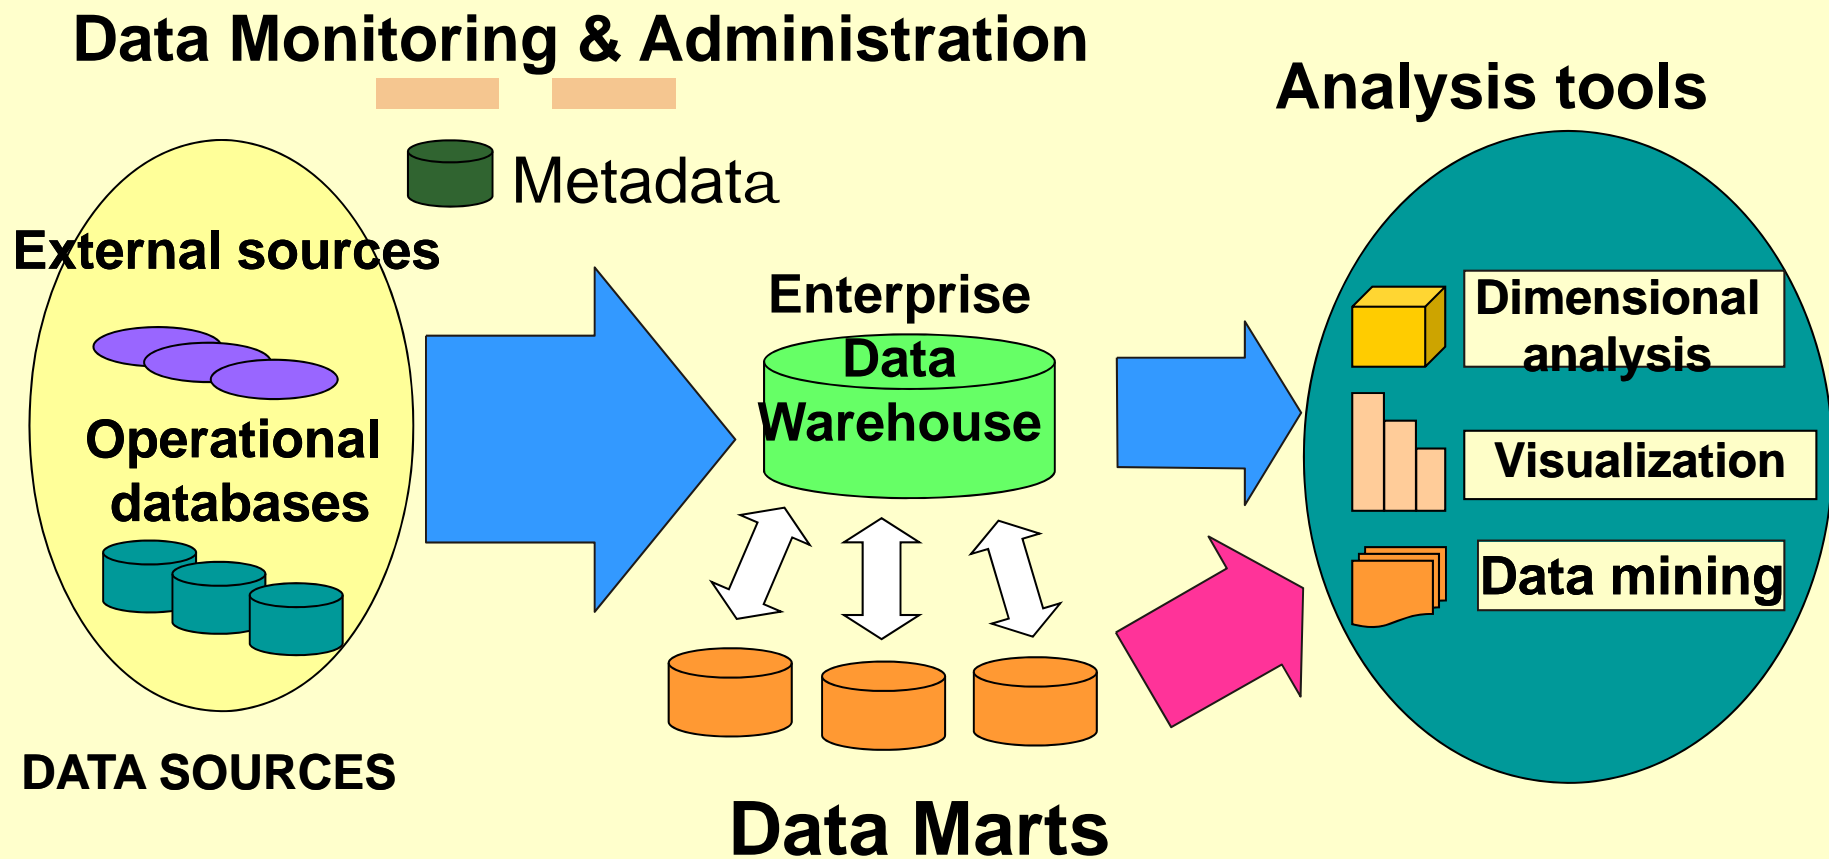 Data Monitoring & Administration
Analysis tools
Metadata
External sources
Operational
databases
DATA SOURCES
Enterprise
Data
Warehouse
Data Marts
Dimensional
analysis
Visualization
Data mining